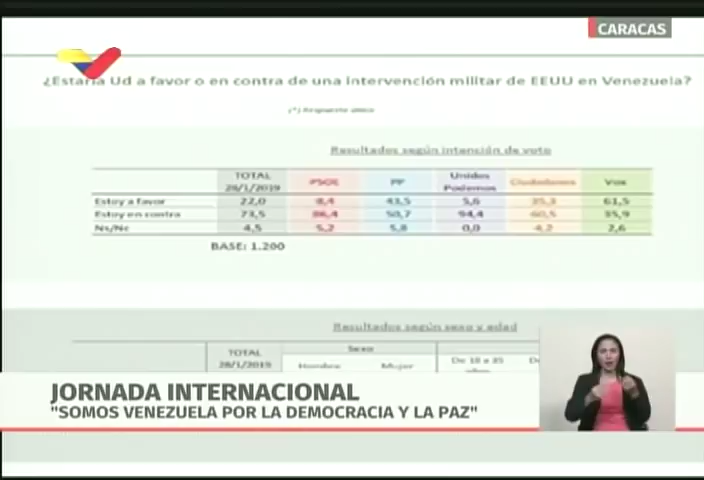 CARACAS
¿Estaría Ud a favor o en contra de una intervención militar de EEUU en Venezuela?
(*) Respuesta única
Resultados según intención de voto
TOTAL 28/1/2019 PSOE PP Unidos Podemos Ciudadanos Vox
Estoy a favor 22,0 8,4 43,5 5,6 35,3 61,5
Estoy en contra 73,5 86,4 50,7 94,4 60,5 35,9
Ns/Nc 4,5 5,2 5,8 0,0 4,2 2,6
BASE: 1.200
Resultados según sexo y edad
TOTAL 28/1/2019 Sexo
Hombre Mujer De 18 a 35 años
JORNADA INTERNACIONAL
"SOMOS VENEZUELA POR LA DEMOCRACIA Y LA PAZ"